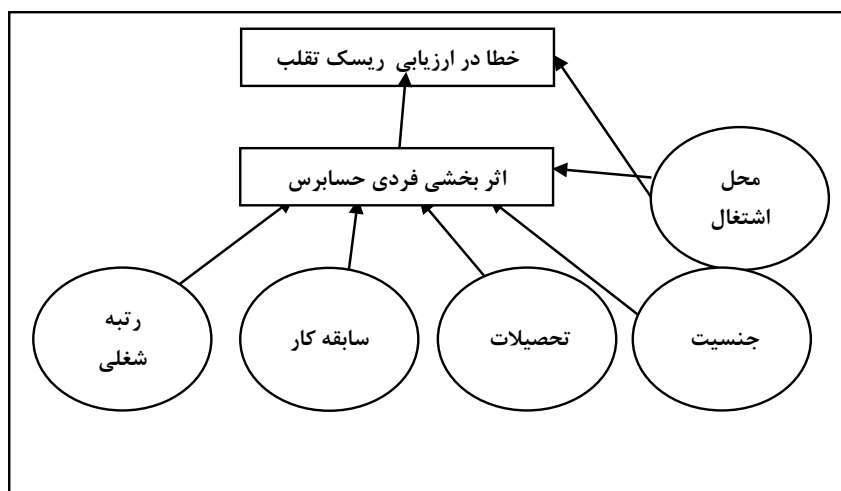 خطا در ارزیابی ریسک تقلب
اثر بخشی فردی حسابرس
محل
اشتغال
جنسیت
تحصیلات
سابقه کار
رتبه
شغلی